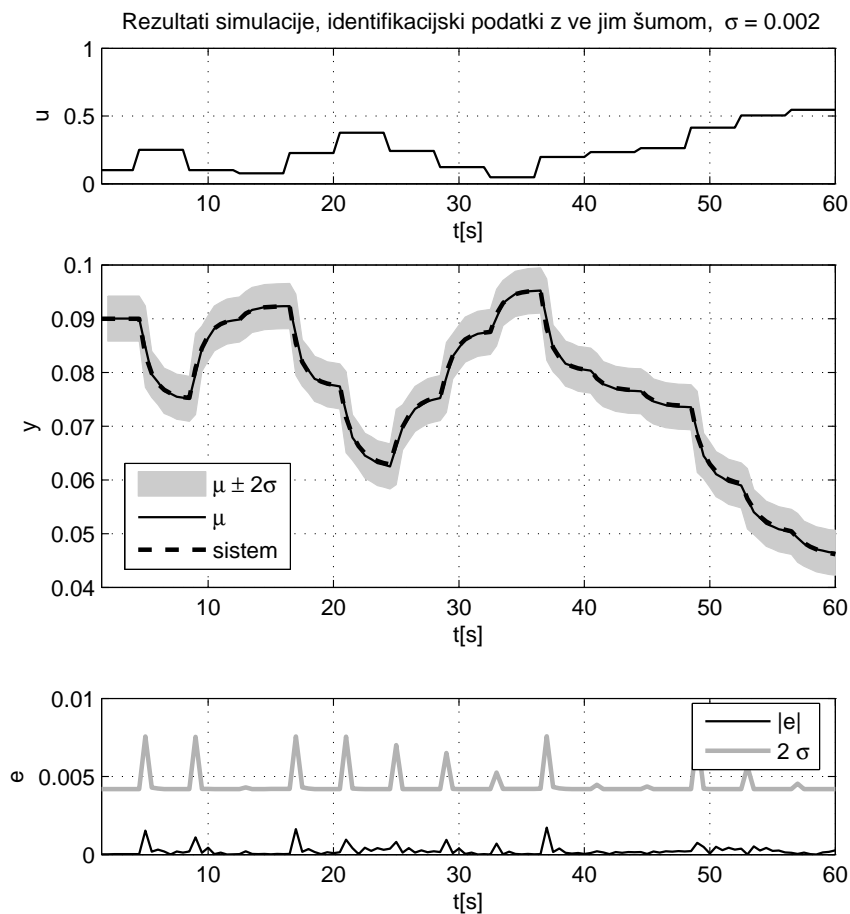 Rezultati simulacije, identifikacijski podatki z ve jim šumom, σ = 0.002
1
0.5
0
u
10 20 30 40 50 60
t[s]
0.1
0.09
0.08
0.07
0.06
0.05
0.04
y
μ ± 2σ
μ
sistem
10 20 30 40 50 60
t[s]
0.01
0.005
0
e
|e|
2 σ
10 20 30 40 50 60
t[s]